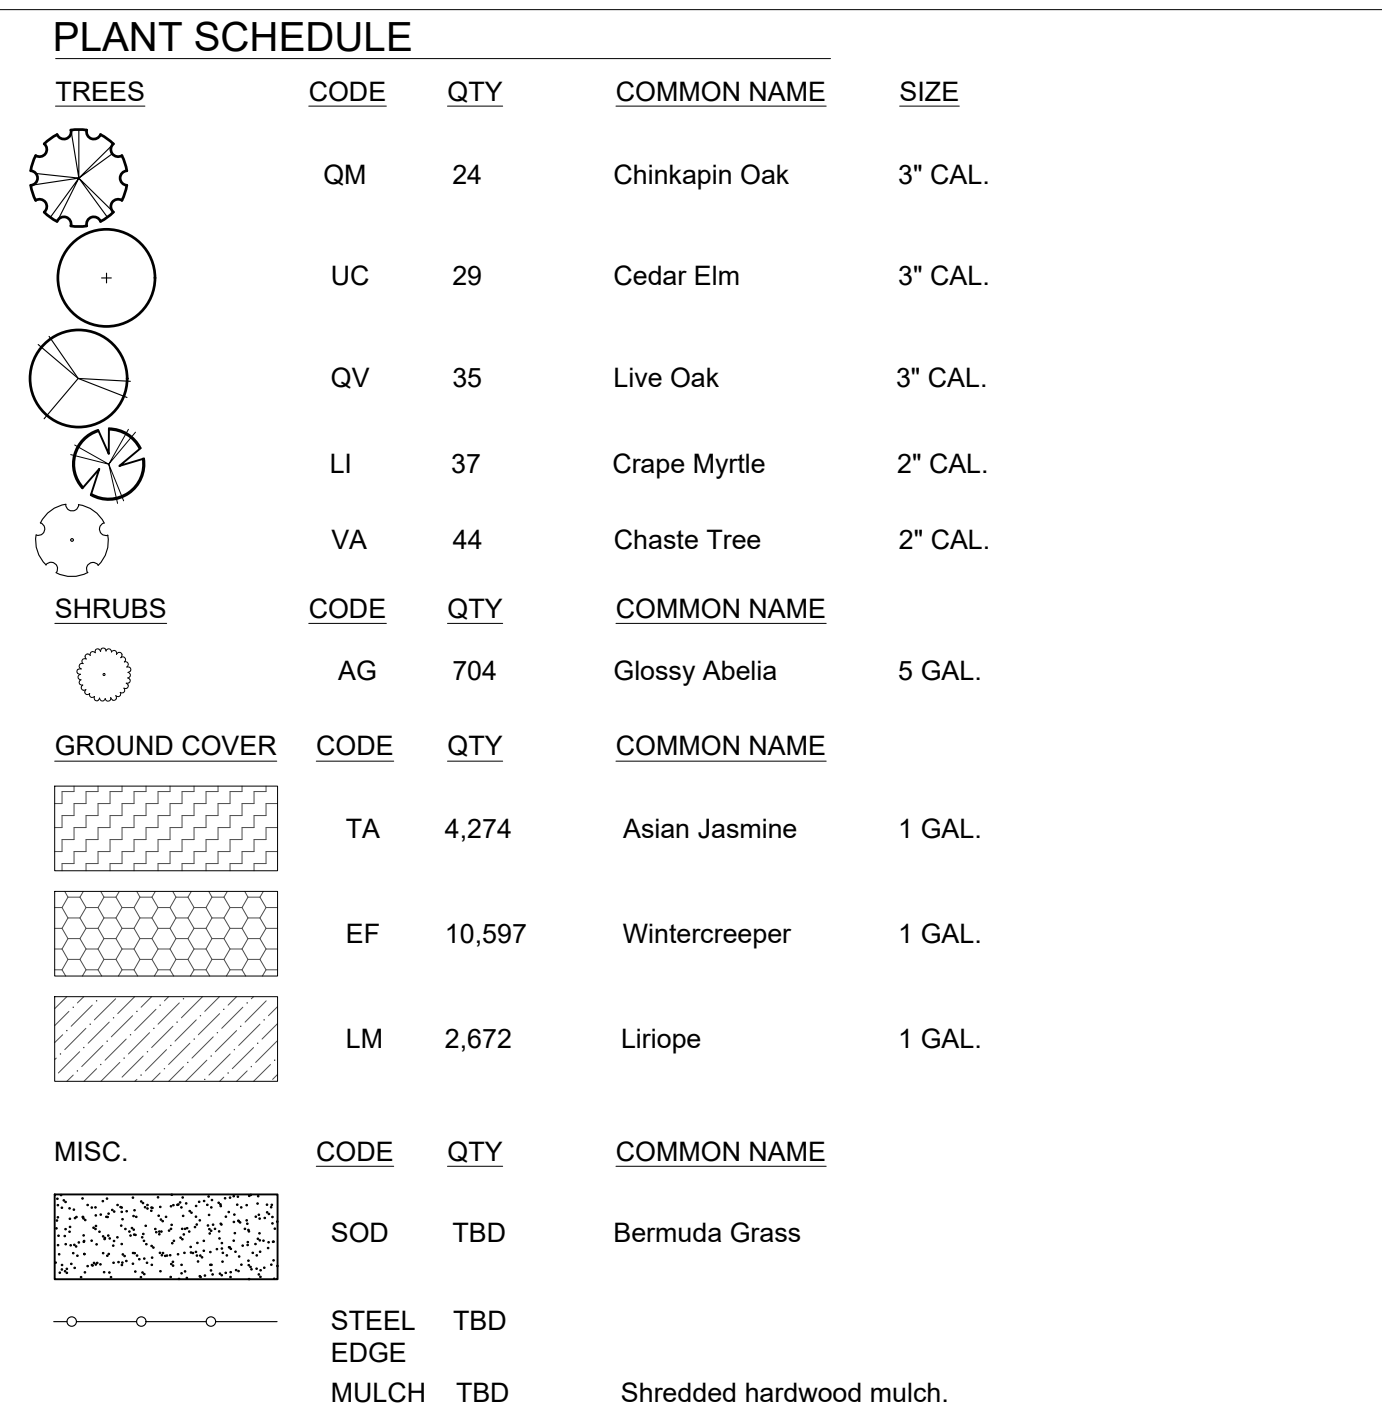 PLANT SCHEDULE
TREES CODE QTY COMMON NAME SIZE
QM 24 Chinkapin Oak 3" CAL.
UC 29 Cedar Elm 3" CAL.
QV 35 Live Oak 3" CAL.
LI 37 Crape Myrtle 2" CAL.
VA 44 Chaste Tree 2" CAL.
SHRUBS CODE QTY COMMON NAME
AG 704 Glossy Abelia 5 GAL.
GROUND COVER CODE QTY COMMON NAME
TA 4,274 Asian Jasmine 1 GAL.
EF 10,597 Wintercreeper 1 GAL.
LM 2,672 Liriope 1 GAL.
MISC. CODE QTY COMMON NAME
SOD TBD Bermuda Grass
STEEL TBD
EDGE
MULCH TBD Shredded hardwood mulch.